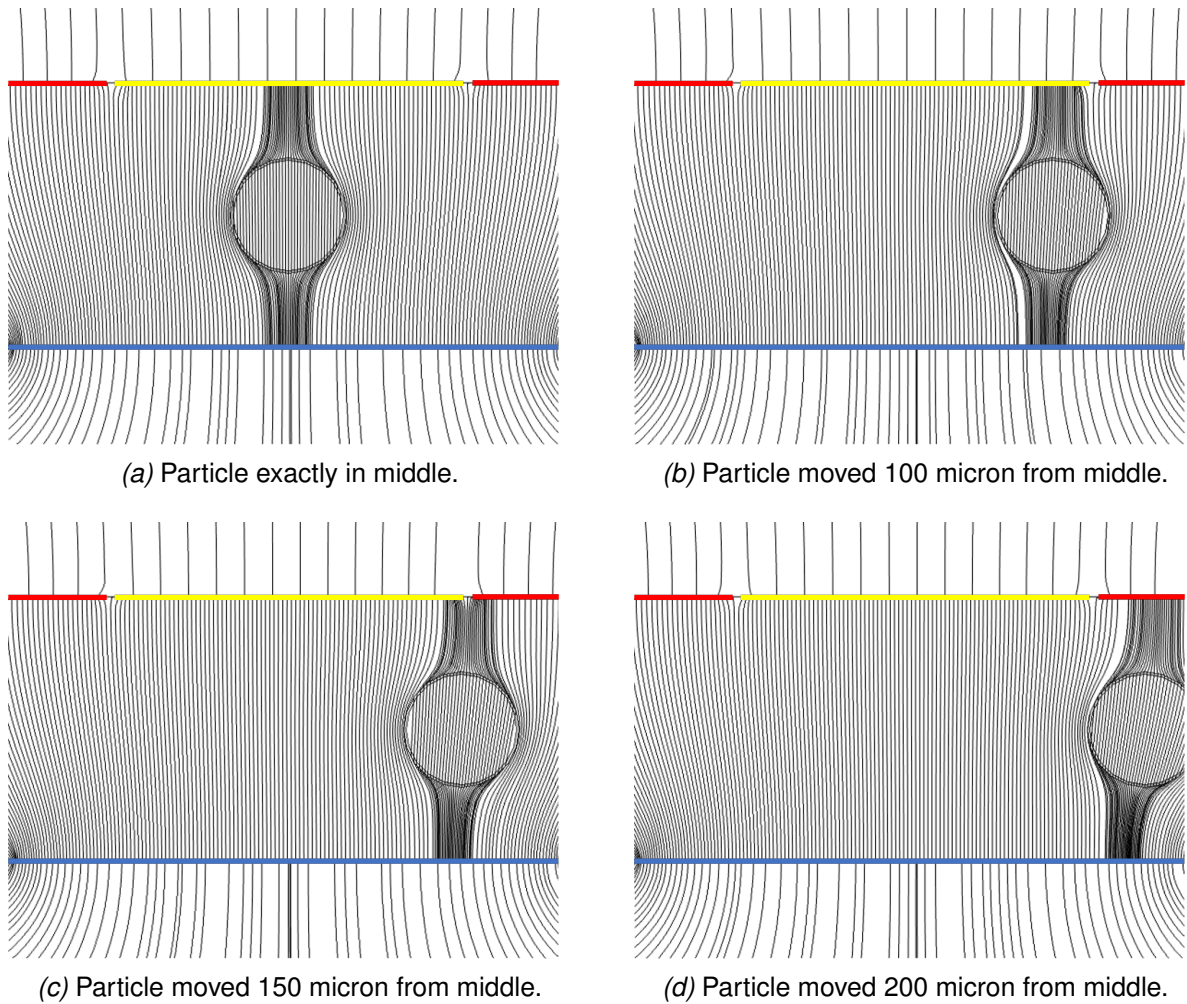 (a) Particle exactly in middle.
(b) Particle moved 100 micron from middle.
(c) Particle moved 150 micron from middle.
(d) Particle moved 200 micron from middle.